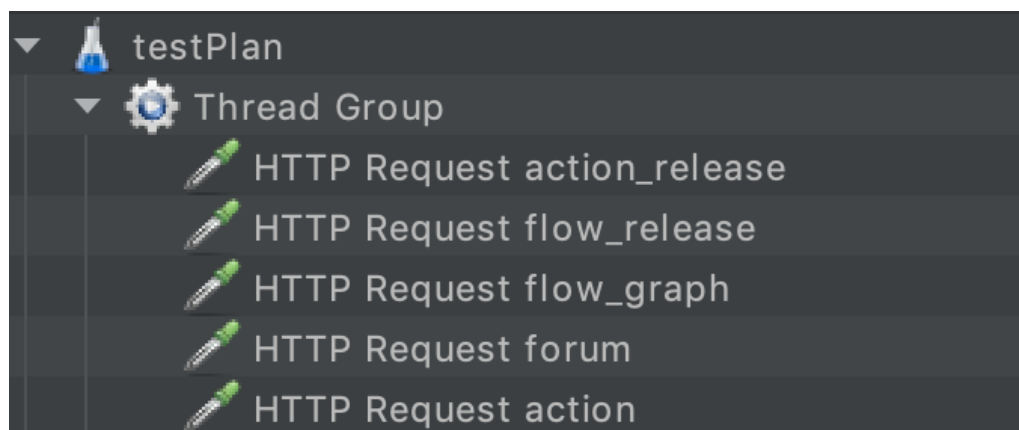 testPlan
Thread Group
HTTP Request action_release
HTTP Request flow_release
HTTP Request flow_graph
HTTP Request forum
HTTP Request action